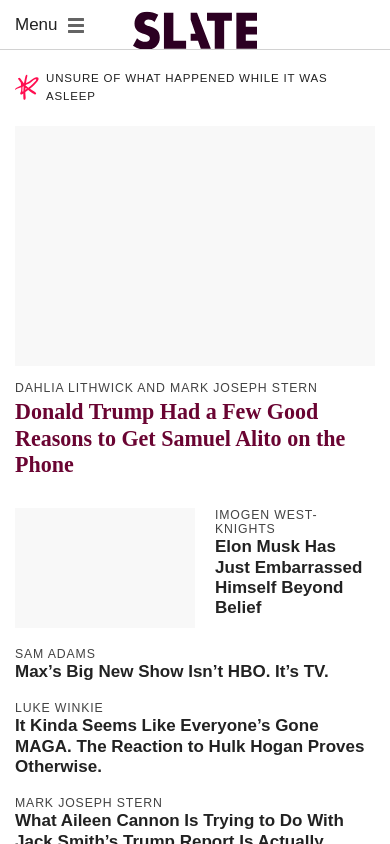 Menu
SLATE
UNSURE OF WHAT HAPPENED WHILE IT WAS
ASLEEP
DAHLIA LITHWICK AND MARK JOSEPH STERN
Donald Trump Had a Few Good
Reasons to Get Samuel Alito on the
Phone
IMOGEN WEST-
KNIGHTS
Elon Musk Has
Just Embarrassed
Himself Beyond
Belief
SAM ADAMS
Max’s Big New Show Isn’t HBO. It’s TV.
LUKE WINKIE
It Kinda Seems Like Everyone’s Gone
MAGA. The Reaction to Hulk Hogan Proves
Otherwise.
MARK JOSEPH STERN
What Aileen Cannon Is Trying to Do With
Jack Smith’s Trump Report Is Actually